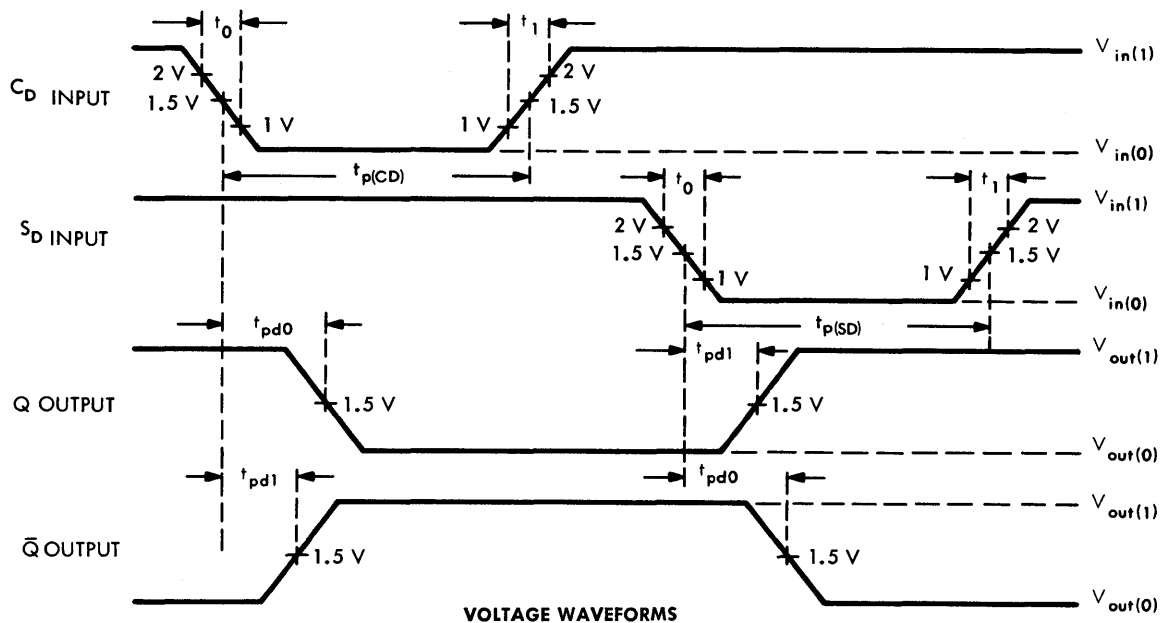 t0
t1
Vin(1)
CD INPUT
2 V
1.5 V
1 V
1 V
2 V
1.5 V
Vin(0)
tp(CD)
t0
t1
Vin(1)
SD INPUT
2 V
1.5 V
1 V
1 V
2 V
1.5 V
Vin(0)
tpd0
tp(SD)
tpd1
Vout(1)
Q OUTPUT
1.5 V
1.5 V
Vout(0)
tpd1
tpd0
Vout(1)
Q̄ OUTPUT
1.5 V
1.5 V
Vout(0)
VOLTAGE WAVEFORMS